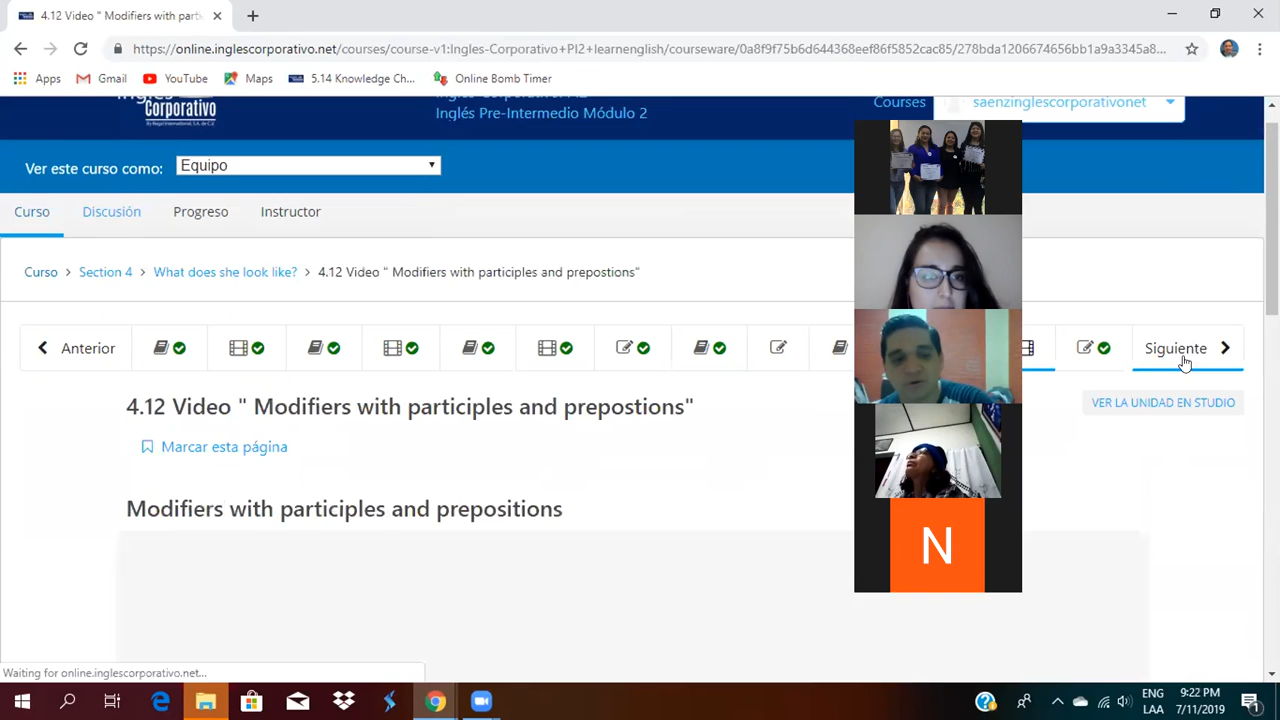 4.12 Video " Modifiers with part
https://online.inglescorporativo.net/courses/course-v1:Ingles-Corporativo+PI2+learnenglish/courseware/0a8f9f75b6d644368eef86f5852cac85/278bda1206674656bb1a9a3345a8...
Apps
Gmail
YouTube
Maps
5.14 Knowledge Ch...
Online Bomb Timer
Corporativo
Inglés Pre-Intermedio Módulo 2
Courses
saenzinglescorporativonet
Ver este curso como:
Equipo
Curso
Discusión
Progreso
Instructor
Curso > Section 4 > What does she look like? > 4.12 Video " Modifiers with participles and prepostions"
Anterior
Siguiente
4.12 Video " Modifiers with participles and prepostions"
VER LA UNIDAD EN STUDIO
Marcar esta página
Modifiers with participles and prepositions
N
Waiting for online.inglescorporativo.net...
ENG
9:22 PM
LAA
7/11/2019